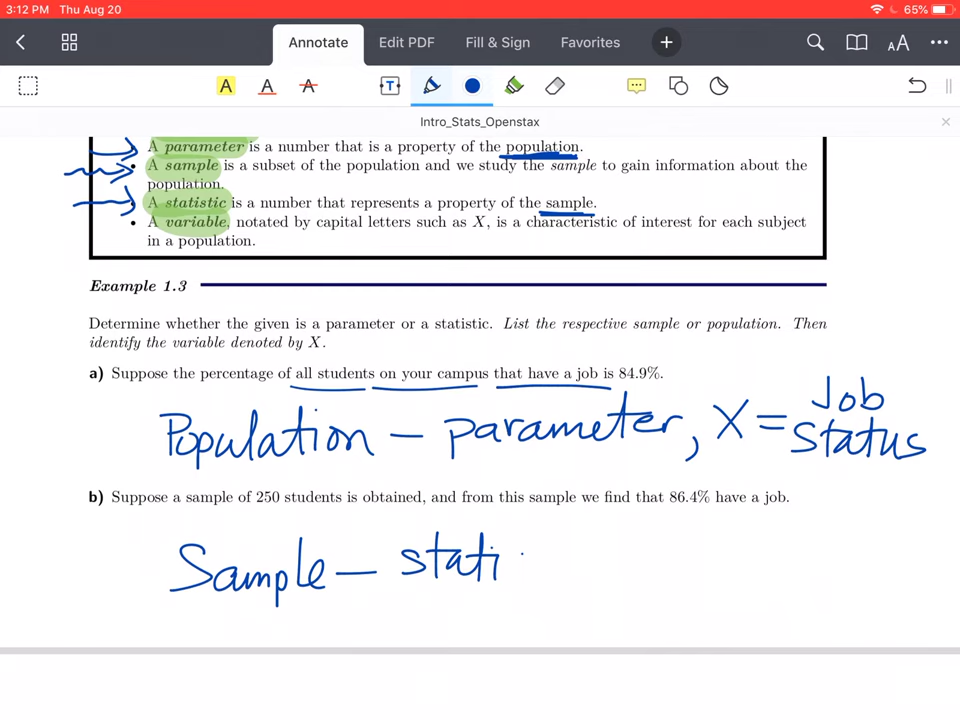 3:12 PM Thu Aug 20 65%
Annotate Edit PDF Fill & Sign Favorites + AA
A A A T
Intro_Stats_Openstax
A parameter is a number that is a property of the population.
• A sample is a subset of the population and we study the sample to gain information about the
population.
A statistic is a number that represents a property of the sample.
• A variable, notated by capital letters such as X, is a characteristic of interest for each subject
in a population.
Example 1.3
Determine whether the given is a parameter or a statistic. List the respective sample or population. Then
identify the variable denoted by X.
a) Suppose the percentage of all students on your campus that have a job is 84.9%.
Population – parameter, X = Job
Status
b) Suppose a sample of 250 students is obtained, and from this sample we find that 86.4% have a job.
Sample – stati